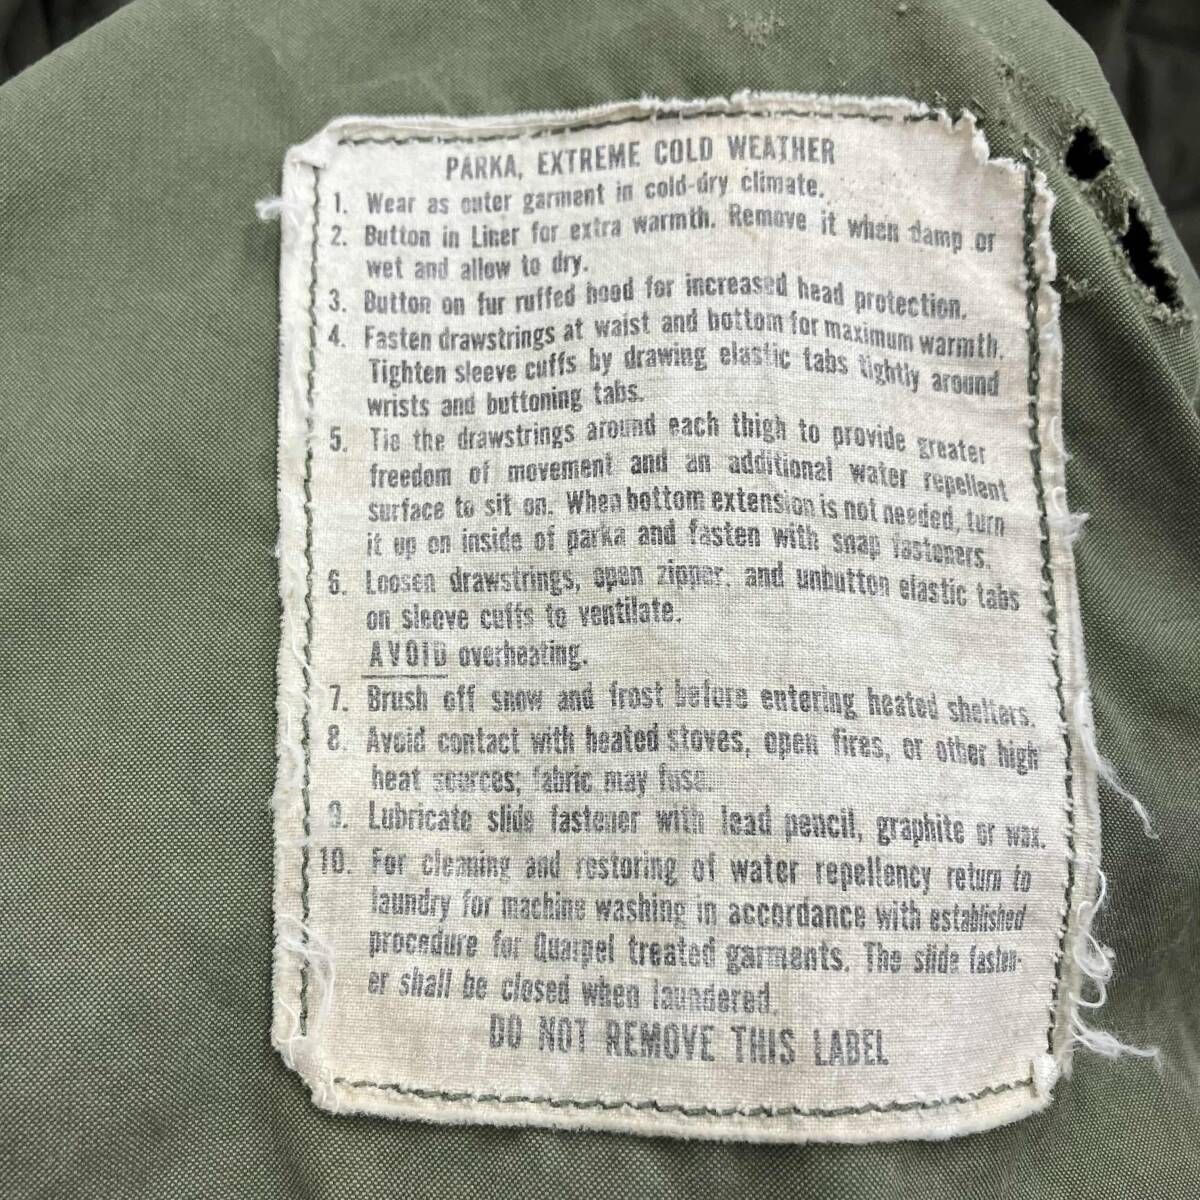 PARKA, EXTREME COLD WEATHER
1. Wear as outer garment in cold-dry climate.
2. Button in Liner for extra warmth. Remove it when damp or
wet and allow to dry.
3. Button on fur ruffed hood for increased head protection.
4. Fasten drawstrings at waist and bottom for maximum warmth.
Tighten sleeve cuffs by drawing elastic tabs tightly around
wrists and buttoning tabs.
5. Tie the drawstrings around each thigh to provide greater
freedom of movement and an additional water repellent
surface to sit on. When bottom extension is not needed, turn
it up on inside of parka and fasten with snap fasteners.
6. Loosen drawstrings, open zipper, and unbutton elastic tabs
on sleeve cuffs to ventilate.
AVOID overheating.
7. Brush off snow and frost before entering heated shelters.
8. Avoid contact with heated stoves, open fires, or other high
heat sources; fabric may fuse.
9. Lubricate slide fastener with lead pencil, graphite or wax.
10. For cleaning and restoring of water repellency return to
laundry for machine washing in accordance with established
procedure for Quarpel treated garments. The slide fasten-
er shall be closed when laundered.
DO NOT REMOVE THIS LABEL